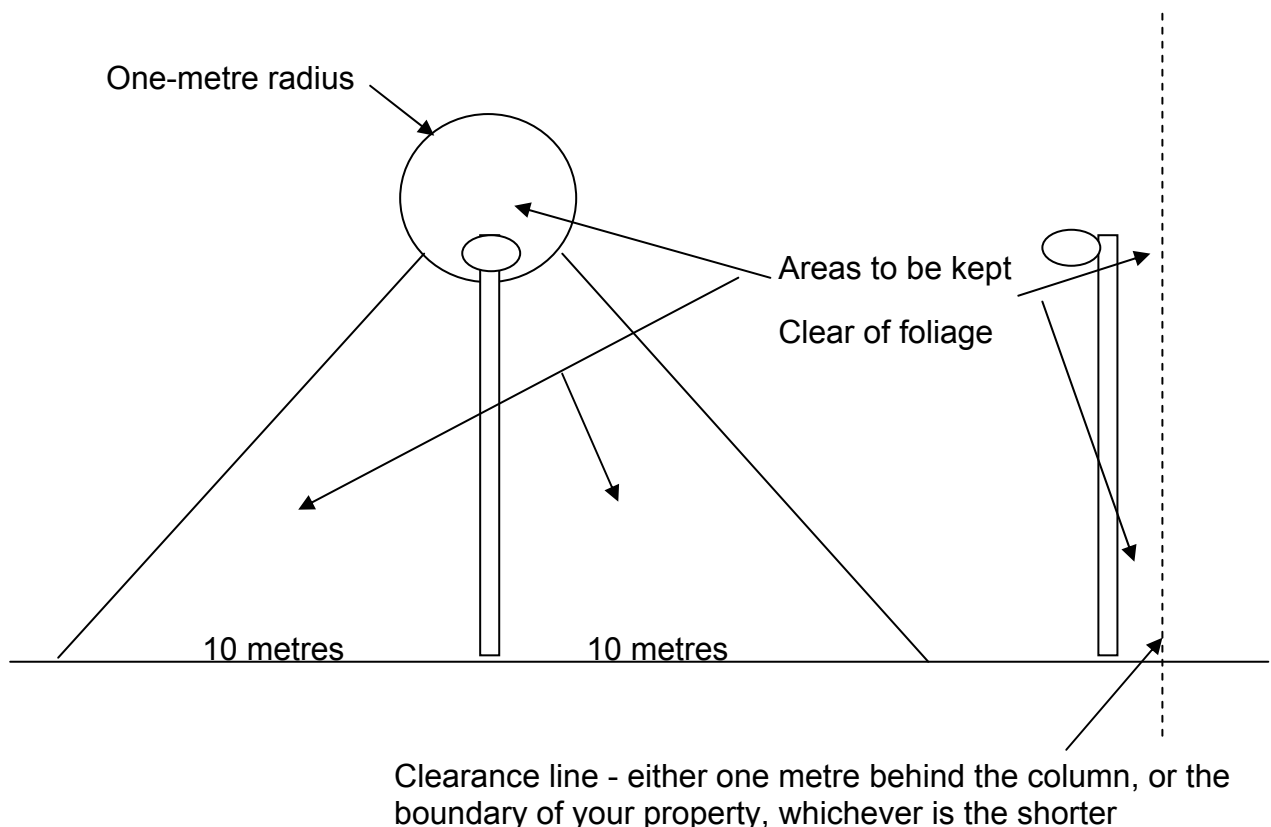 One-metre radius
Areas to be kept
Clear of foliage
10 metres
10 metres
Clearance line - either one metre behind the column, or the
boundary of your property, whichever is the shorter